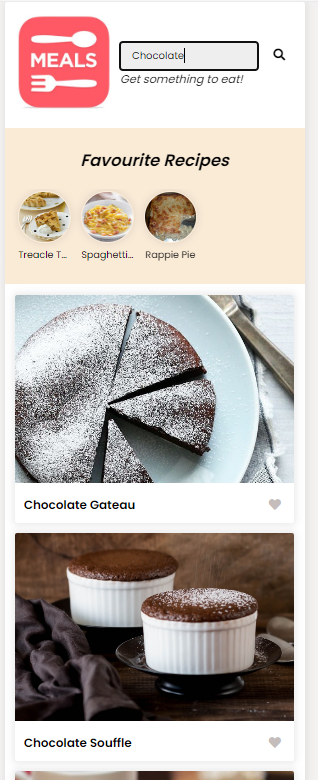 MEALS
Chocolate
Get something to eat!
Favourite Recipes
Treacle T...
Spaghetti...
Rappie Pie
Chocolate Gateau
Chocolate Souffle